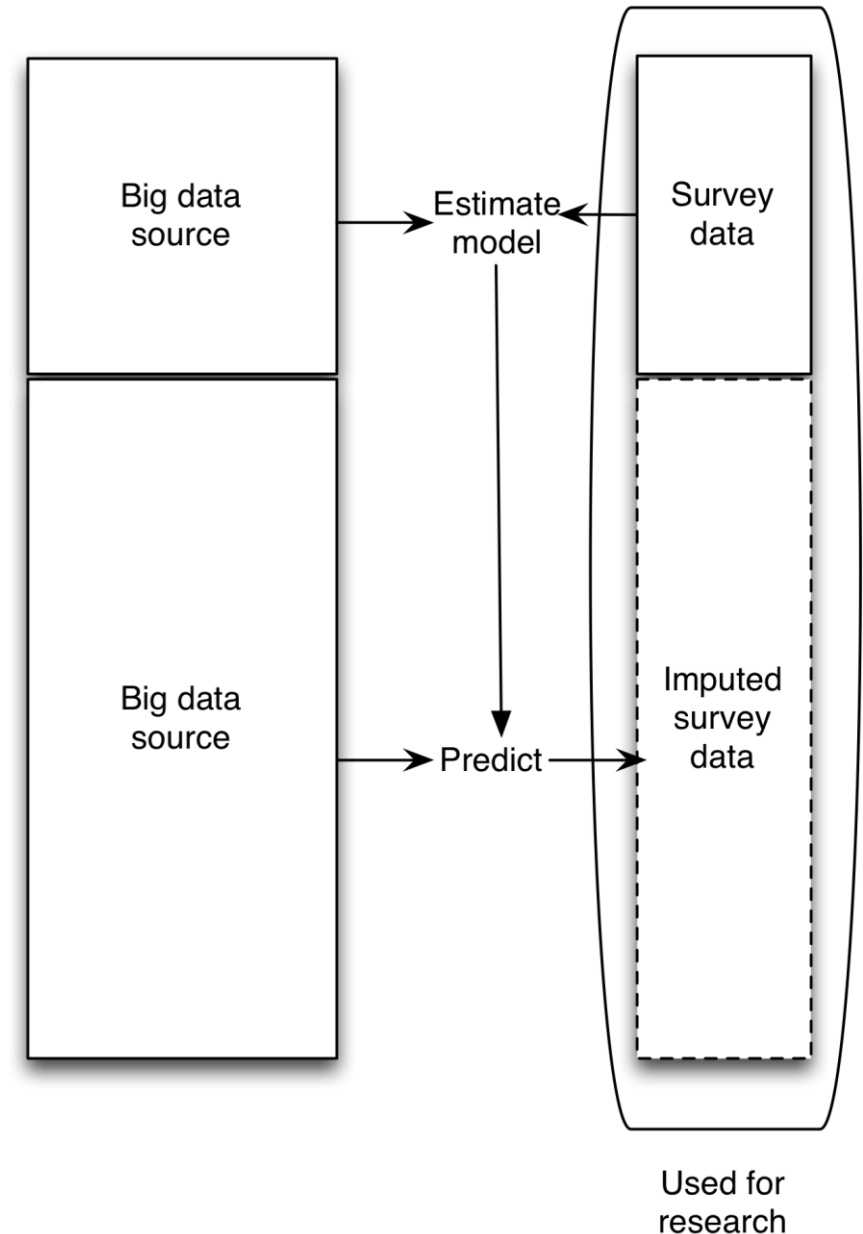 Big data
source
Estimate
model
Survey
data
Big data
source
Predict
Imputed
survey
data
Used for
research